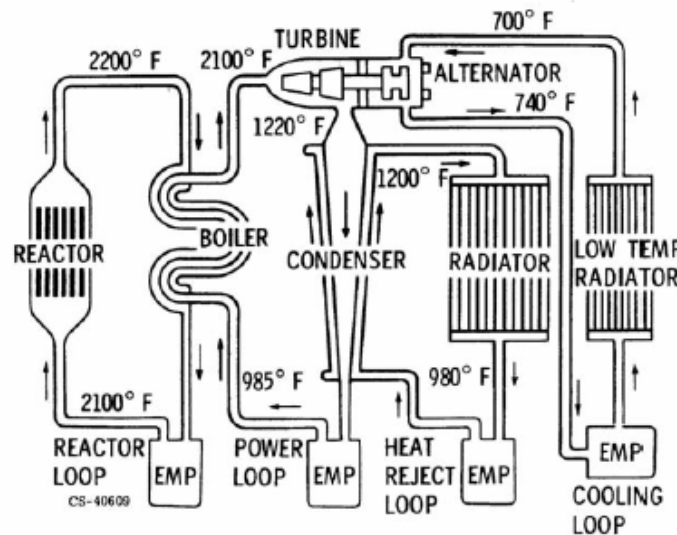 TURBINE
700° F
2200° F
2100° F
ALTERNATOR
740° F
1220° F
1200° F
REACTOR
BOILER
CONDENSER
RADIATOR
LOW TEMP
RADIATOR
2100° F
985° F
980° F
REACTOR
LOOP
EMP
POWER
LOOP
EMP
HEAT
REJECT
LOOP
EMP
EMP
COOLING
LOOP
CS-40609